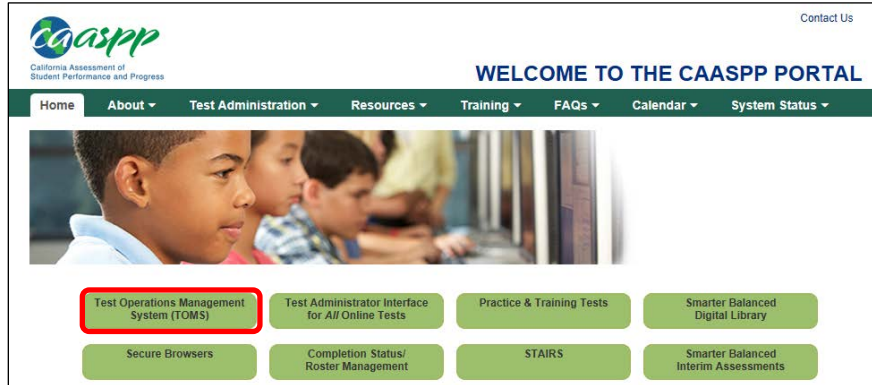 Contact Us
caaspp
California Assessment of
Student Performance and Progress
WELCOME TO THE CAASPP PORTAL
Home About Test Administration Resources Training FAQs Calendar System Status
Test Operations Management
System (TOMS)
Test Administrator Interface
for All Online Tests
Practice & Training Tests
Smarter Balanced
Digital Library
Secure Browsers
Completion Status/
Roster Management
STAIRS
Smarter Balanced
Interim Assessments